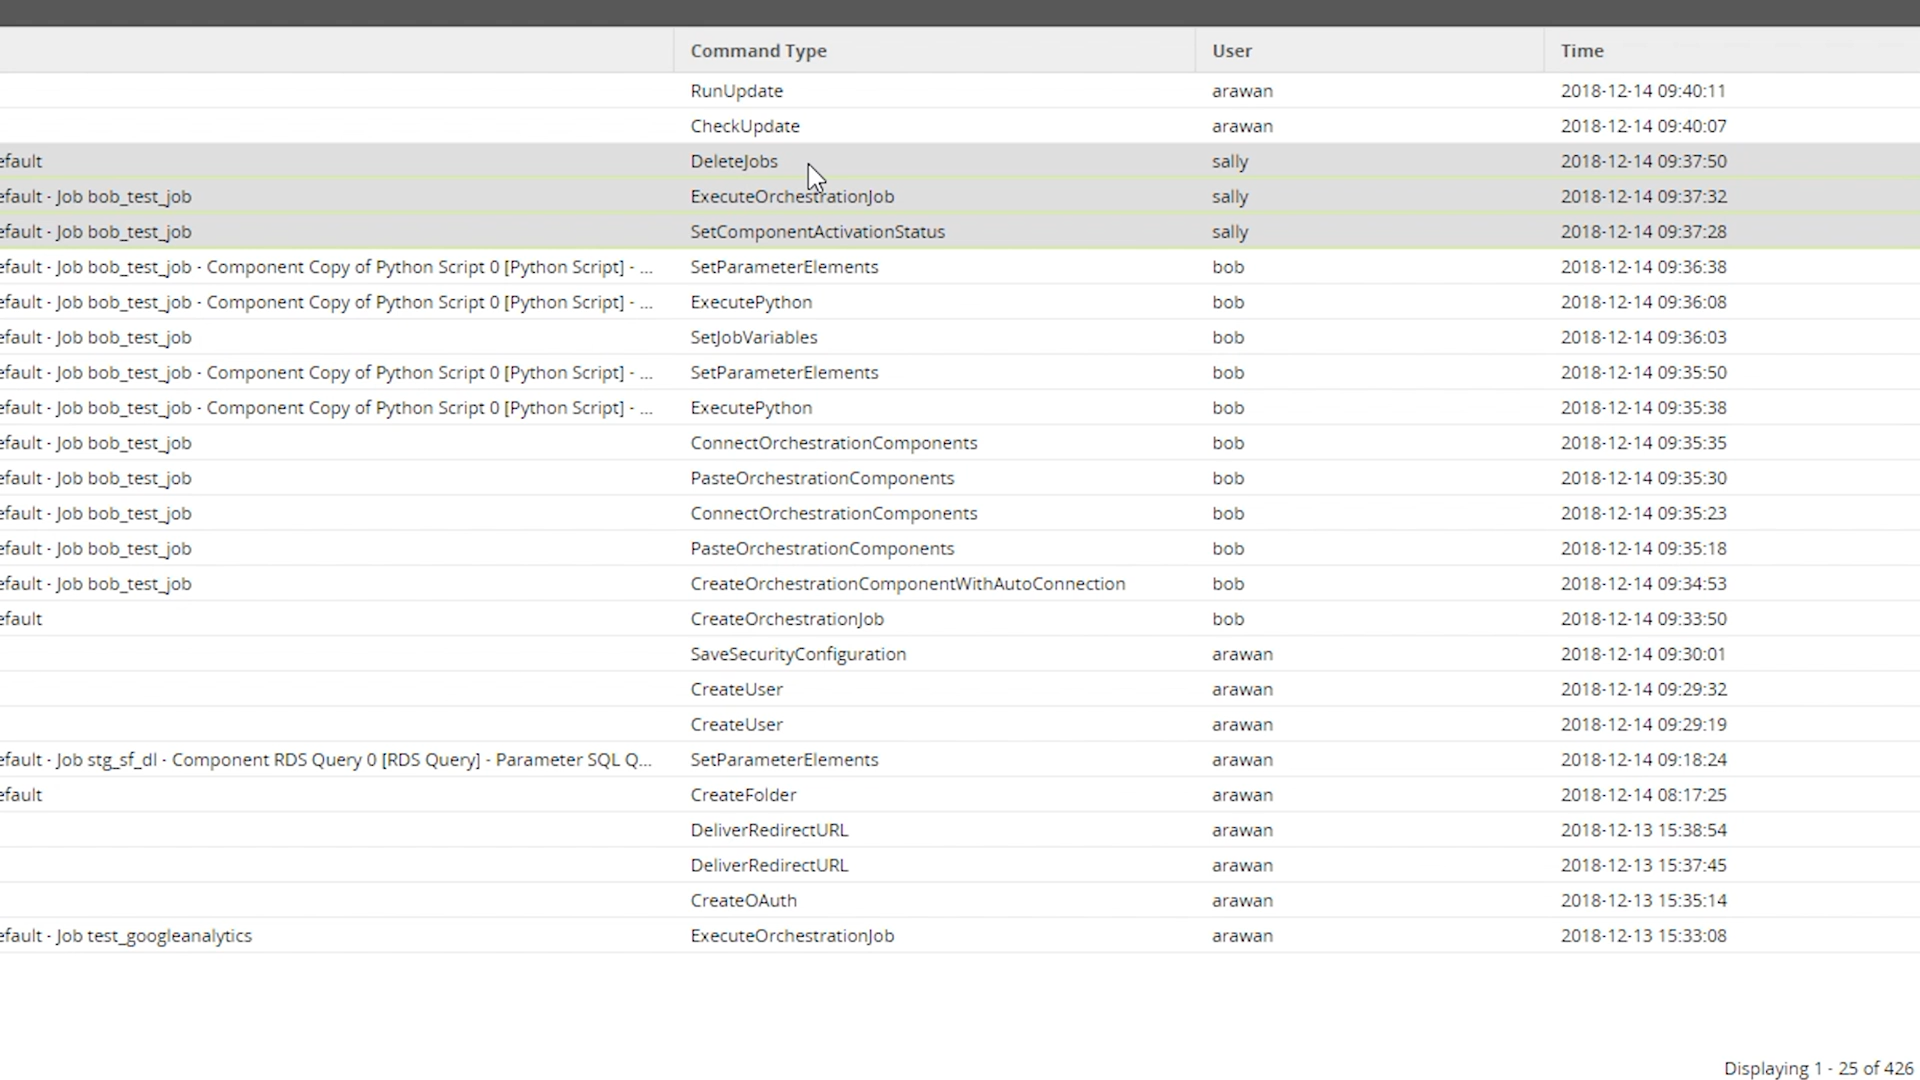 Command Type User Time
RunUpdate arawan 2018-12-14 09:40:11
CheckUpdate arawan 2018-12-14 09:40:07
efault DeleteJobs sally 2018-12-14 09:37:50
efault - Job bob_test_job ExecuteOrchestrationJob sally 2018-12-14 09:37:32
efault - Job bob_test_job SetComponentActivationStatus sally 2018-12-14 09:37:28
efault - Job bob_test_job - Component Copy of Python Script 0 [Python Script] - ... SetParameterElements bob 2018-12-14 09:36:38
efault - Job bob_test_job - Component Copy of Python Script 0 [Python Script] - ... ExecutePython bob 2018-12-14 09:36:08
efault - Job bob_test_job SetJobVariables bob 2018-12-14 09:36:03
efault - Job bob_test_job - Component Copy of Python Script 0 [Python Script] - ... SetParameterElements bob 2018-12-14 09:35:50
efault - Job bob_test_job - Component Copy of Python Script 0 [Python Script] - ... ExecutePython bob 2018-12-14 09:35:38
efault - Job bob_test_job ConnectOrchestrationComponents bob 2018-12-14 09:35:35
efault - Job bob_test_job PasteOrchestrationComponents bob 2018-12-14 09:35:30
efault - Job bob_test_job ConnectOrchestrationComponents bob 2018-12-14 09:35:23
efault - Job bob_test_job PasteOrchestrationComponents bob 2018-12-14 09:35:18
efault - Job bob_test_job CreateOrchestrationComponentWithAutoConnection bob 2018-12-14 09:34:53
efault CreateOrchestrationJob bob 2018-12-14 09:33:50
SaveSecurityConfiguration arawan 2018-12-14 09:30:01
CreateUser arawan 2018-12-14 09:29:32
CreateUser arawan 2018-12-14 09:29:19
efault - Job stg_sf_dl - Component RDS Query 0 [RDS Query] - Parameter SQL Q... SetParameterElements arawan 2018-12-14 09:18:24
efault CreateFolder arawan 2018-12-14 08:17:25
DeliverRedirectURL arawan 2018-12-13 15:38:54
DeliverRedirectURL arawan 2018-12-13 15:37:45
CreateOAuth arawan 2018-12-13 15:35:14
efault - Job test_googleanalytics ExecuteOrchestrationJob arawan 2018-12-13 15:33:08
Displaying 1 - 25 of 426